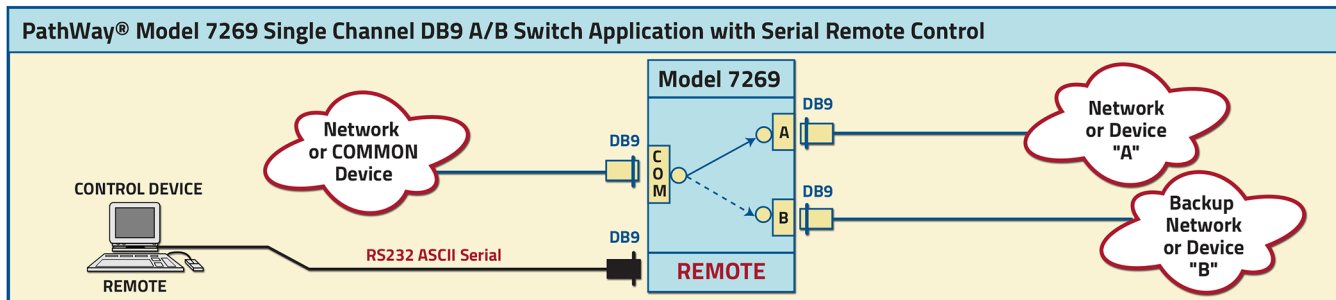 PathWay® Model 7269 Single Channel DB9 A/B Switch Application with Serial Remote Control
Network
or COMMON
Device
CONTROL DEVICE
REMOTE
RS232 ASCII Serial
DB9
DB9
Model 7269
C
O
M
A
B
REMOTE
DB9
DB9
Network
or Device
"A"
Backup
Network
or Device
"B"